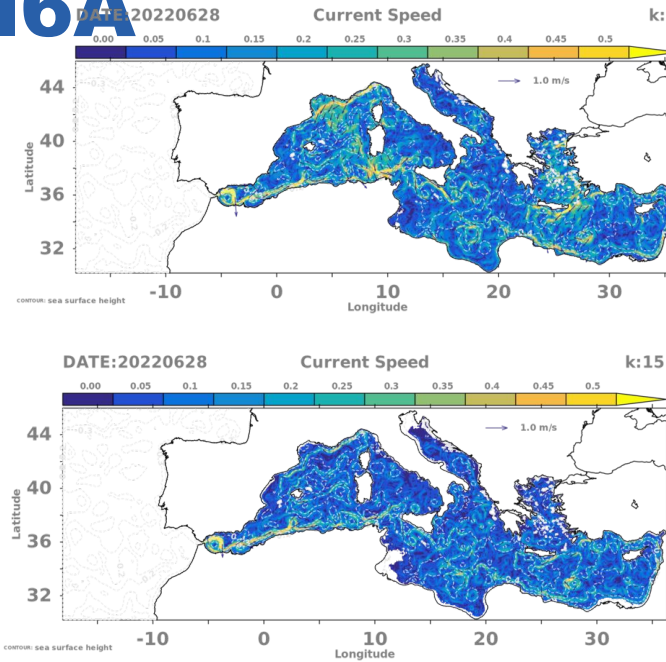 16A
DATE:20220628 Current Speed k:
0.00 0.05 0.1 0.15 0.2 0.25 0.3 0.35 0.4 0.45 0.5
1.0 m/s
44
40
36
32
Latitude
-10 0 10 20 30
Longitude
CONTOUR: sea surface height
DATE:20220628 Current Speed k:15
0.00 0.05 0.1 0.15 0.2 0.25 0.3 0.35 0.4 0.45 0.5
1.0 m/s
44
40
36
32
Latitude
-10 0 10 20 30
Longitude
CONTOUR: sea surface height